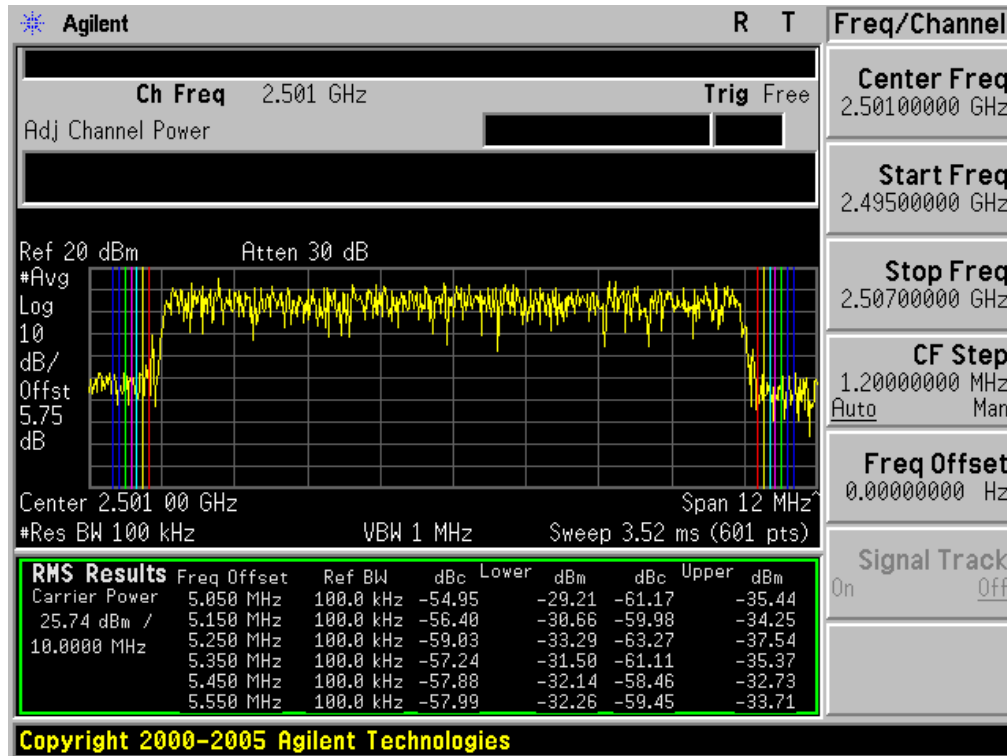 Agilent
R T
Freq/Channel
Ch Freq 2.501 GHz
Trig Free
Adj Channel Power
Center Freq
2.50100000 GHz
Start Freq
2.49500000 GHz
Stop Freq
2.50700000 GHz
CF Step
1.20000000 MHz
Auto Man
Freq Offset
0.00000000 Hz
Signal Track
On Off
Ref 20 dBm
Atten 30 dB
#Avg
Log
10
dB/
Offst
5.75
dB
Center 2.501 00 GHz
Span 12 MHz^
#Res BW 100 kHz
VBW 1 MHz
Sweep 3.52 ms (601 pts)
RMS Results Freq Offset Ref BW dBc Lower dBm dBc Upper dBm
Carrier Power 5.050 MHz 100.0 kHz -54.95 -29.21 -61.17 -35.44
25.74 dBm / 5.150 MHz 100.0 kHz -56.40 -30.66 -59.98 -34.25
10.0000 MHz 5.250 MHz 100.0 kHz -59.03 -33.29 -63.27 -37.54
5.350 MHz 100.0 kHz -57.24 -31.50 -61.11 -35.37
5.450 MHz 100.0 kHz -57.88 -32.14 -58.46 -32.73
5.550 MHz 100.0 kHz -57.99 -32.26 -59.45 -33.71
Copyright 2000-2005 Agilent Technologies